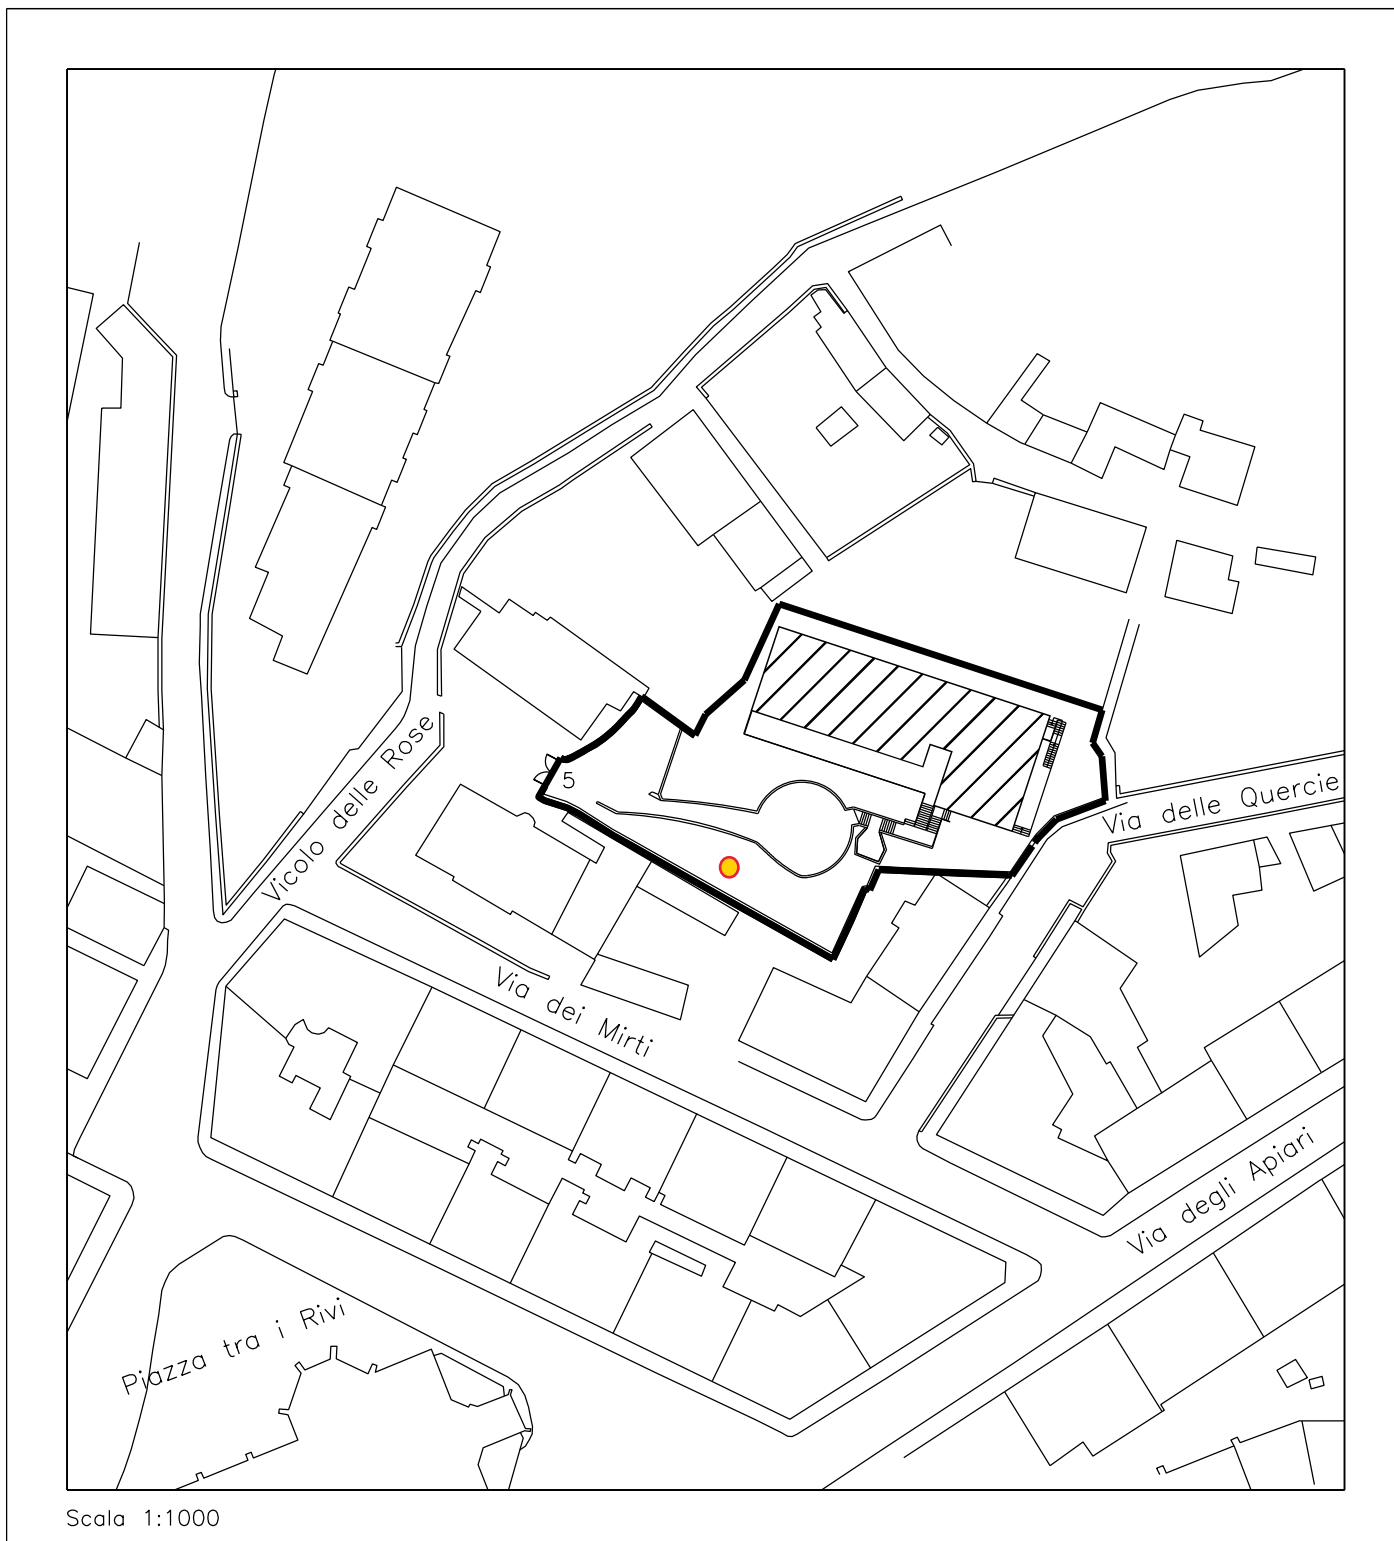 Vicolo delle Rose
5
Via delle Quercie
Via dei Mirti
Via degli Apiari
Piazza tra i Rivi
Scala 1:1000